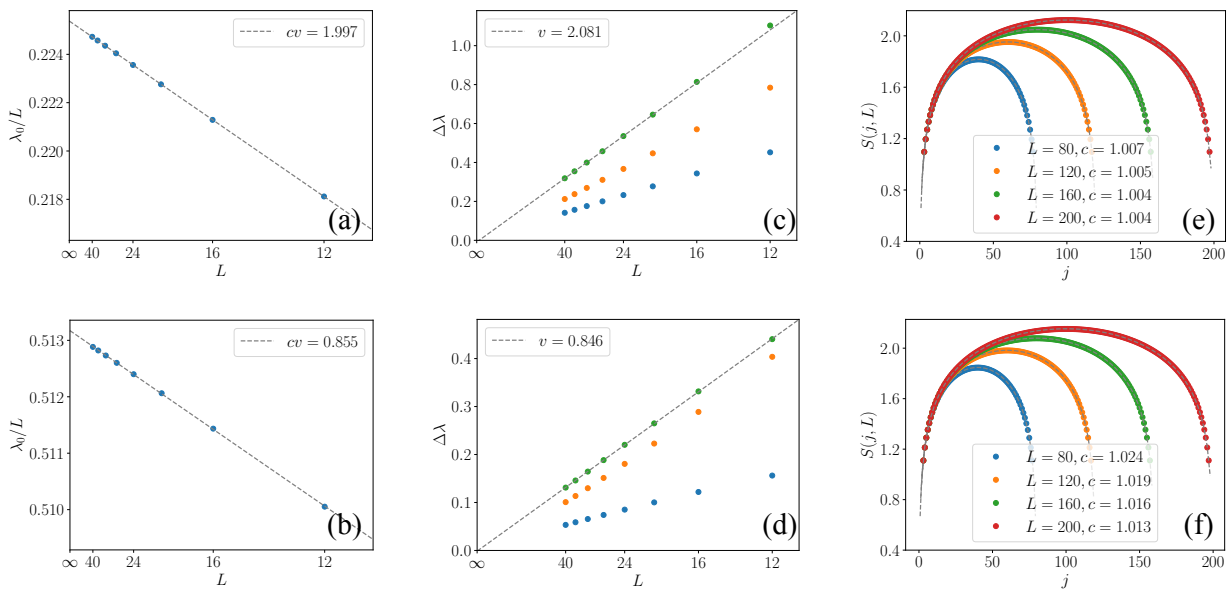 0.224
0.222
0.220
0.218
λ₀/L
cv = 1.997
(a)
∞ 40 24 16 12
L
1.0
0.8
0.6
0.4
0.2
0.0
Δλ
v = 2.081
(c)
∞ 40 24 16 12
L
2.0
1.6
1.2
0.8
0.4
S(j, L)
L = 80, c = 1.007
L = 120, c = 1.005
L = 160, c = 1.004
L = 200, c = 1.004
(e)
0 50 100 150 200
j
0.513
0.512
0.511
0.510
λ₀/L
cv = 0.855
(b)
∞ 40 24 16 12
L
0.4
0.3
0.2
0.1
0.0
Δλ
v = 0.846
(d)
∞ 40 24 16 12
L
2.0
1.6
1.2
0.8
0.4
S(j, L)
L = 80, c = 1.024
L = 120, c = 1.019
L = 160, c = 1.016
L = 200, c = 1.013
(f)
0 50 100 150 200
j